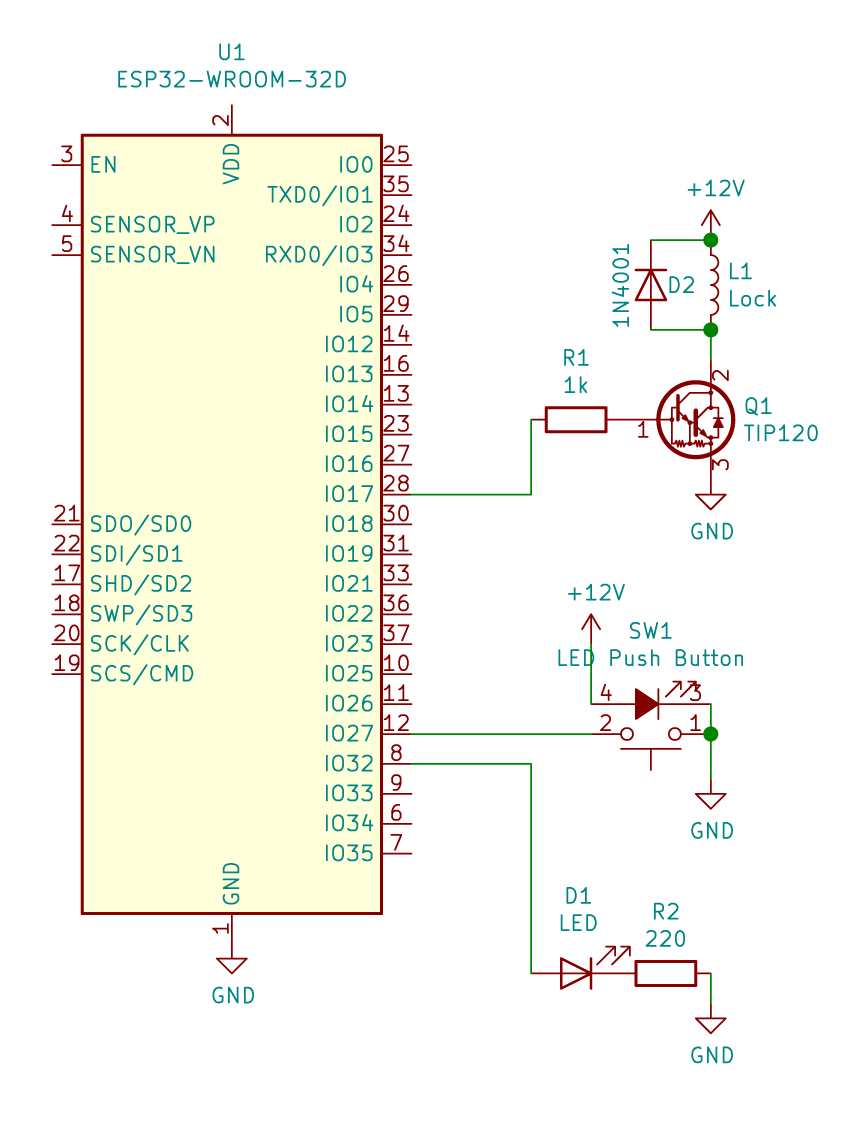 U1
ESP32-WROOM-32D
2
VDD
3
EN
4
SENSOR_VP
5
SENSOR_VN
21
SDO/SD0
22
SDI/SD1
17
SHD/SD2
18
SWP/SD3
20
SCK/CLK
19
SCS/CMD
IO0
25
TXD0/IO1
35
IO2
24
RXD0/IO3
34
IO4
26
IO5
29
IO12
14
IO13
16
IO14
13
IO15
23
IO16
27
IO17
28
IO18
30
IO19
31
IO21
33
IO22
36
IO23
37
IO25
10
IO26
11
IO27
12
IO32
8
IO33
9
IO34
6
IO35
7
GND
1
GND
+12V
1N4001
D2
L1
Lock
R1
1k
2
1
3
Q1
TIP120
GND
+12V
SW1
LED Push Button
4
3
2
1
GND
D1
LED
R2
220
GND